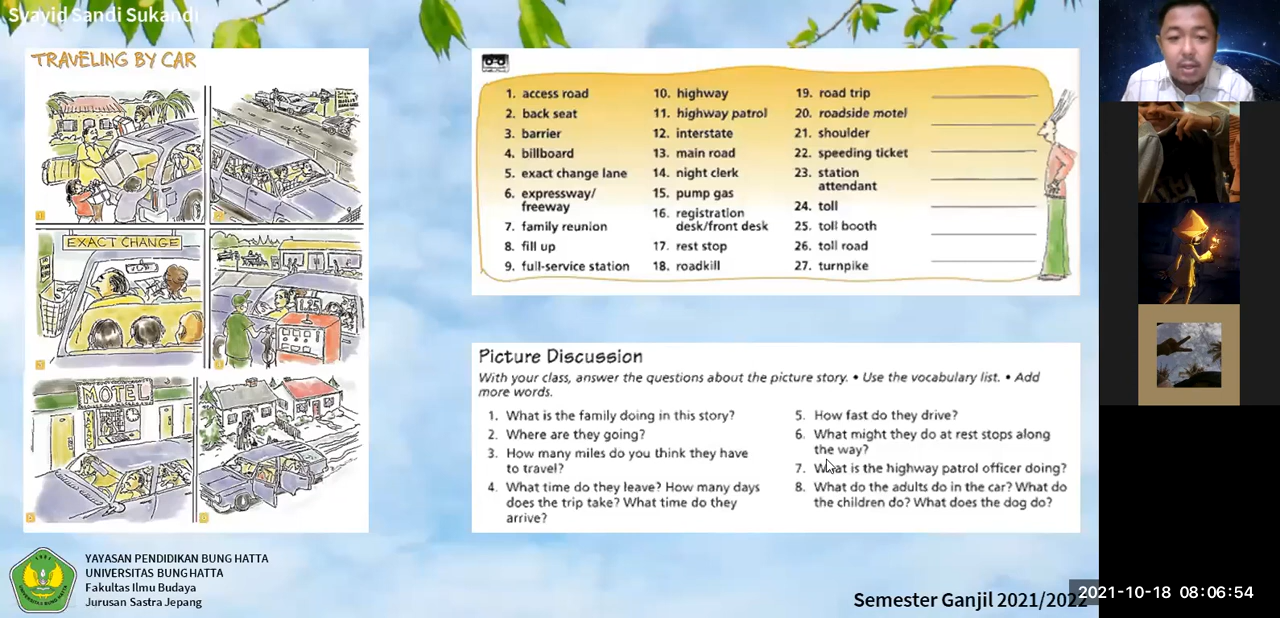 Syayid Sandi Sukandi
TRAVELING BY CAR
EXACT CHANGE
MOTEL
1. access road
2. back seat
3. barrier
4. billboard
5. exact change lane
6. expressway/
freeway
7. family reunion
8. fill up
9. full-service station
10. highway
11. highway patrol
12. interstate
13. main road
14. night clerk
15. pump gas
16. registration
desk/front desk
17. rest stop
18. roadkill
19. road trip
20. roadside motel
21. shoulder
22. speeding ticket
23. station
attendant
24. toll
25. toll booth
26. toll road
27. turnpike
Picture Discussion
With your class, answer the questions about the picture story. • Use the vocabulary list. • Add
more words.
1. What is the family doing in this story?
2. Where are they going?
3. How many miles do you think they have
to travel?
4. What time do they leave? How many days
does the trip take? What time do they
arrive?
5. How fast do they drive?
6. What might they do at rest stops along
the way?
7. What is the highway patrol officer doing?
8. What do the adults do in the car? What do
the children do? What does the dog do?
YAYASAN PENDIDIKAN BUNG HATTA
UNIVERSITAS BUNG HATTA
Fakultas Ilmu Budaya
Jurusan Sastra Jepang
Semester Ganjil 2021/2022
2021-10-18 08:06:54